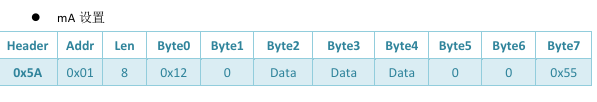 ● mA 设置
Header Addr Len Byte0 Byte1 Byte2 Byte3 Byte4 Byte5 Byte6 Byte7
0x5A 0x01 8 0x12 0 Data Data Data 0 0 0x55